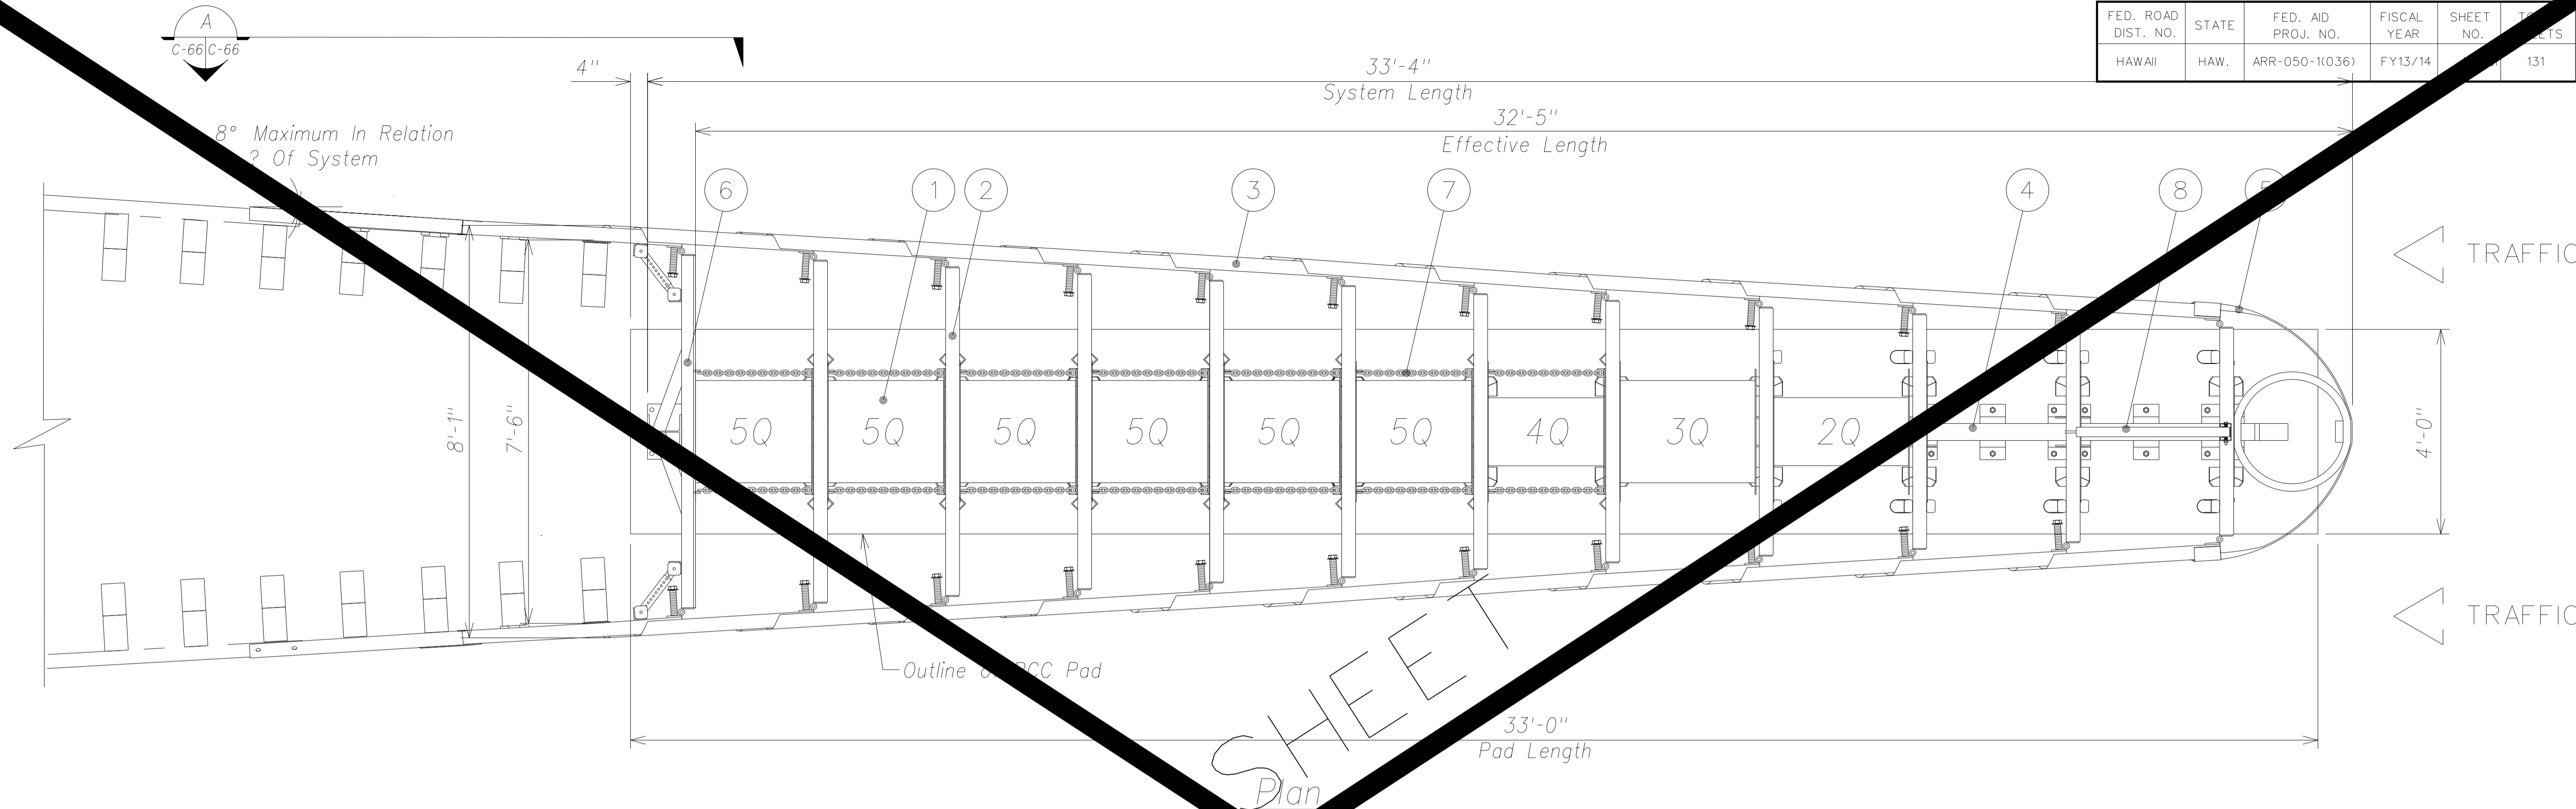 A
C-66 C-66
FED. ROAD DIST. NO. STATE FED. AID PROJ. NO. FISCAL YEAR SHEET NO.
HAWAII HAW. ARR-050-1(036) FY13/14 131
4" 33'-4"
System Length
32'-5"
Effective Length
8° Maximum In Relation
? Of System
6 1 2 3 7 4 8 5
TRAFFIC
8'-1" 7'-6" 5Q 5Q 5Q 5Q 5Q 5Q 4Q 3Q 2Q 4'-0"
TRAFFIC
Outline Pad
33'-0"
Pad Length
SHEET
Plan